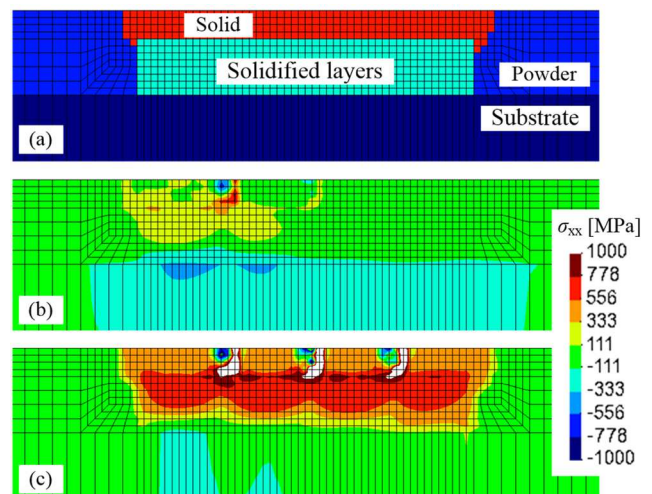 Solid
Solidified layers
Powder
Substrate
(a)
σxx [MPa]
1000
778
556
333
111
-111
-333
-556
-778
-1000
(b)
(c)